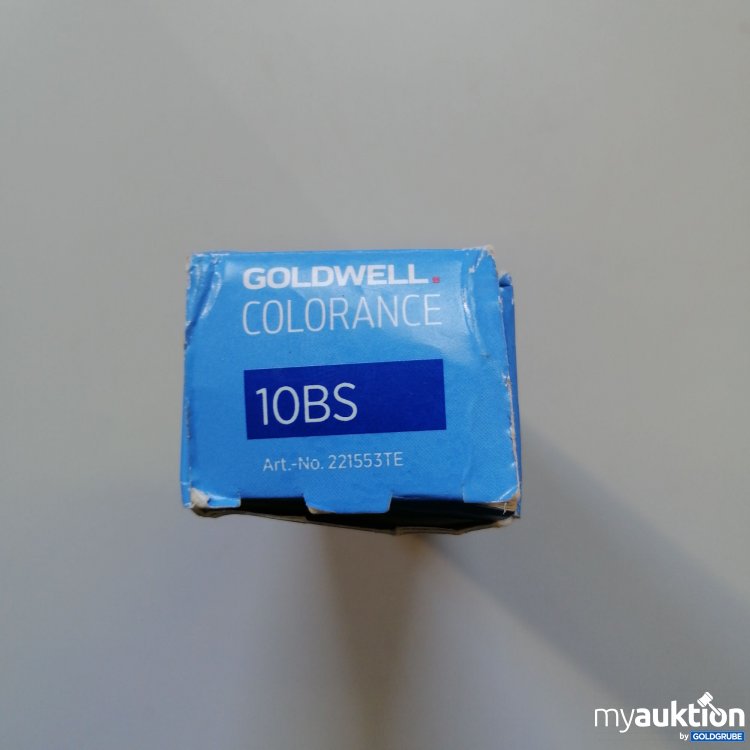 GOLDWELL.
COLORANCE
10BS
Art.-No. 221553TE
myauktion
by GOLDGRUBE